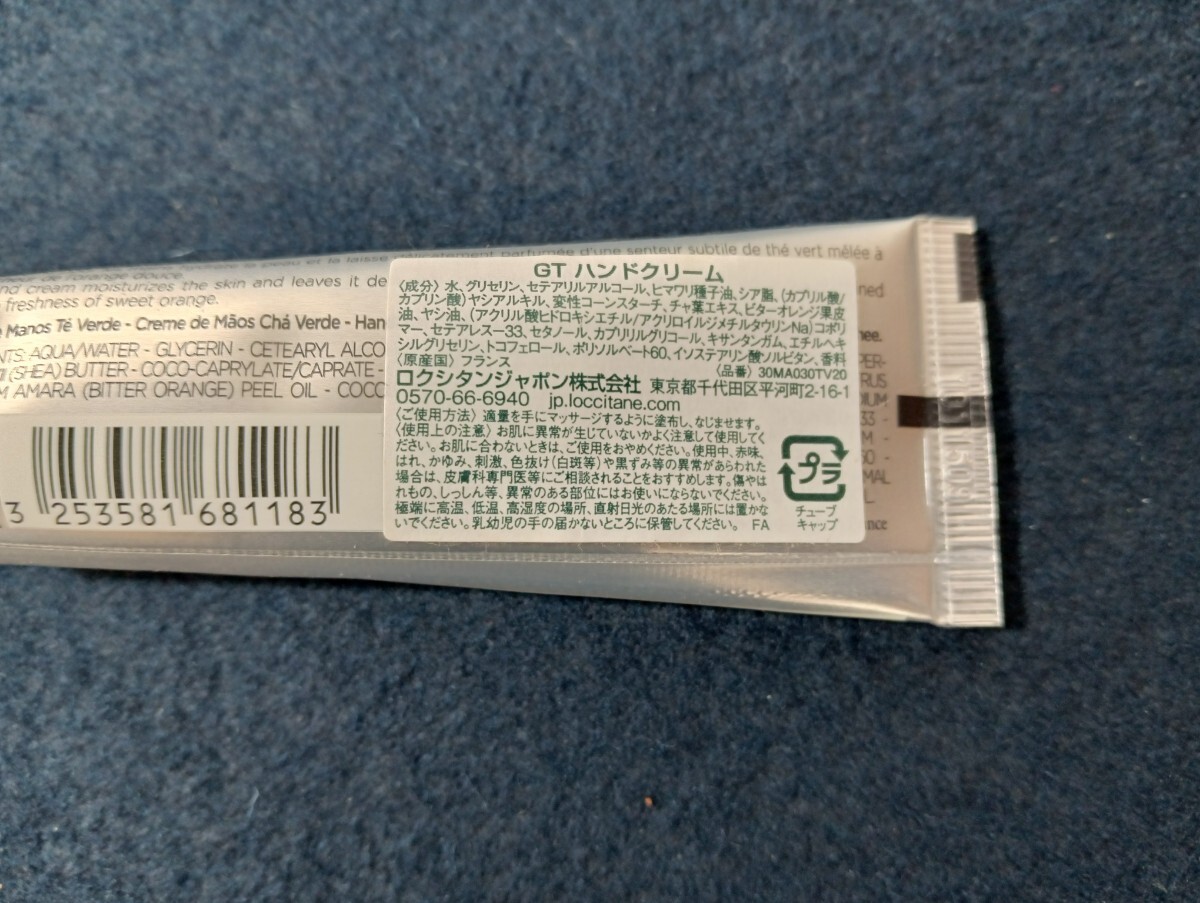 et la laisse délicatement parfumée d'une senteur subtile de thé vert mêlée à
d'orange douce.
cream moisturizes the skin and leaves it de
freshness of sweet orange.
Manos Té Verde - Creme de Mãos Chá Verde - Han
NTS: AQUA/WATER - GLYCERIN - CETEARYL ALCO
(SHEA) BUTTER - COCO-CAPRYLATE/CAPRATE -
M AMARA (BITTER ORANGE) PEEL OIL - COCO
3 253581 681183
GT ハンドクリーム
〈成分〉水、グリセリン、セテアリルアルコール、ヒマワリ種子油、シア脂、(カプリル酸/
カプリン酸)ヤシアルキル、変性コーンスターチ、チャ葉エキス、ビターオレンジ果皮
油、ヤシ油、(アクリル酸ヒドロキシエチル/アクリロイルジメチルタウリンNa)コポリ
マー、セテアレス-33、セタノール、カプリリルグリコール、キサンタンガム、エチルヘキ
シルグリセリン、トコフェロール、ポリソルベート60、イソステアリン酸ソルビタン、香料
〈原産国〉フランス 〈品番〉30MA030TV20
ロクシタンジャポン株式会社 東京都千代田区平河町2-16-1
0570-66-6940 jp.loccitane.com
〈ご使用方法〉適量を手にマッサージするように塗布し、なじませます。
〈使用上の注意〉お肌に異常が生じていないかよく注意して使用してく
ださい。お肌に合わないときは、ご使用をおやめください。使用中、赤味、
はれ、かゆみ、刺激、色抜け(白斑等)や黒ずみ等の異常があらわれた
場合は、皮膚科専門医等にご相談されることをおすすめします。傷やは
れもの、しっしん等、異常のある部位にはお使いにならないでください。
極端に高温、低温、高湿度の場所、直射日光のあたる場所には置かな
いでください。乳幼児の手の届かないところに保管してください。 FA
プラ
チューブ
キャップ